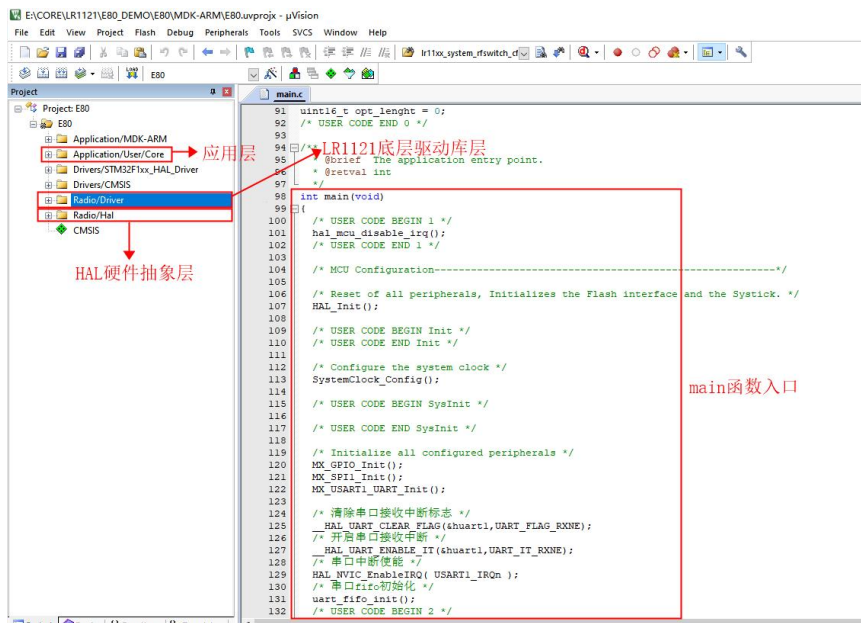 E:\CORE\LR1121\E80_DEMO\E80\MDK-ARM\E80.uvprojx - µVision
File Edit View Project Flash Debug Peripherals Tools SVCS Window Help
lr11xx_system_rfswitch_cf
E80
Project
main.c
Project: E80
E80
Application/MDK-ARM
Application/User/Core
应用层
Drivers/STM32F1xx_HAL_Driver
Drivers/CMSIS
Radio/Driver
Radio/Hal
CMSIS
HAL硬件抽象层
LR1121底层驱动库层
main函数入口
91 uint16_t opt_lenght = 0;
92 /* USER CODE END 0 */
93
94 /**
95 * @brief The application entry point.
96 * @retval int
97 */
98 int main(void)
99 {
100 /* USER CODE BEGIN 1 */
101 hal_mcu_disable_irq();
102 /* USER CODE END 1 */
103
104 /* MCU Configuration--------------------------------------------------------*/
105
106 /* Reset of all peripherals, Initializes the Flash interface and the Systick. */
107 HAL_Init();
108
109 /* USER CODE BEGIN Init */
110 /* USER CODE END Init */
111
112 /* Configure the system clock */
113 SystemClock_Config();
114
115 /* USER CODE BEGIN SysInit */
116
117 /* USER CODE END SysInit */
118
119 /* Initialize all configured peripherals */
120 MX_GPIO_Init();
121 MX_SPI1_Init();
122 MX_USART1_UART_Init();
123
124 /* 清除串口接收中断标志 */
125 __HAL_UART_CLEAR_FLAG(&huart1,UART_FLAG_RXNE);
126 /* 开启串口接收中断 */
127 __HAL_UART_ENABLE_IT(&huart1,UART_IT_RXNE);
128 /* 串口中断使能 */
129 HAL_NVIC_EnableIRQ( USART1_IRQn );
130 /* 串口fifo初始化 */
131 uart_fifo_init();
132 /* USER CODE BEGIN 2 */